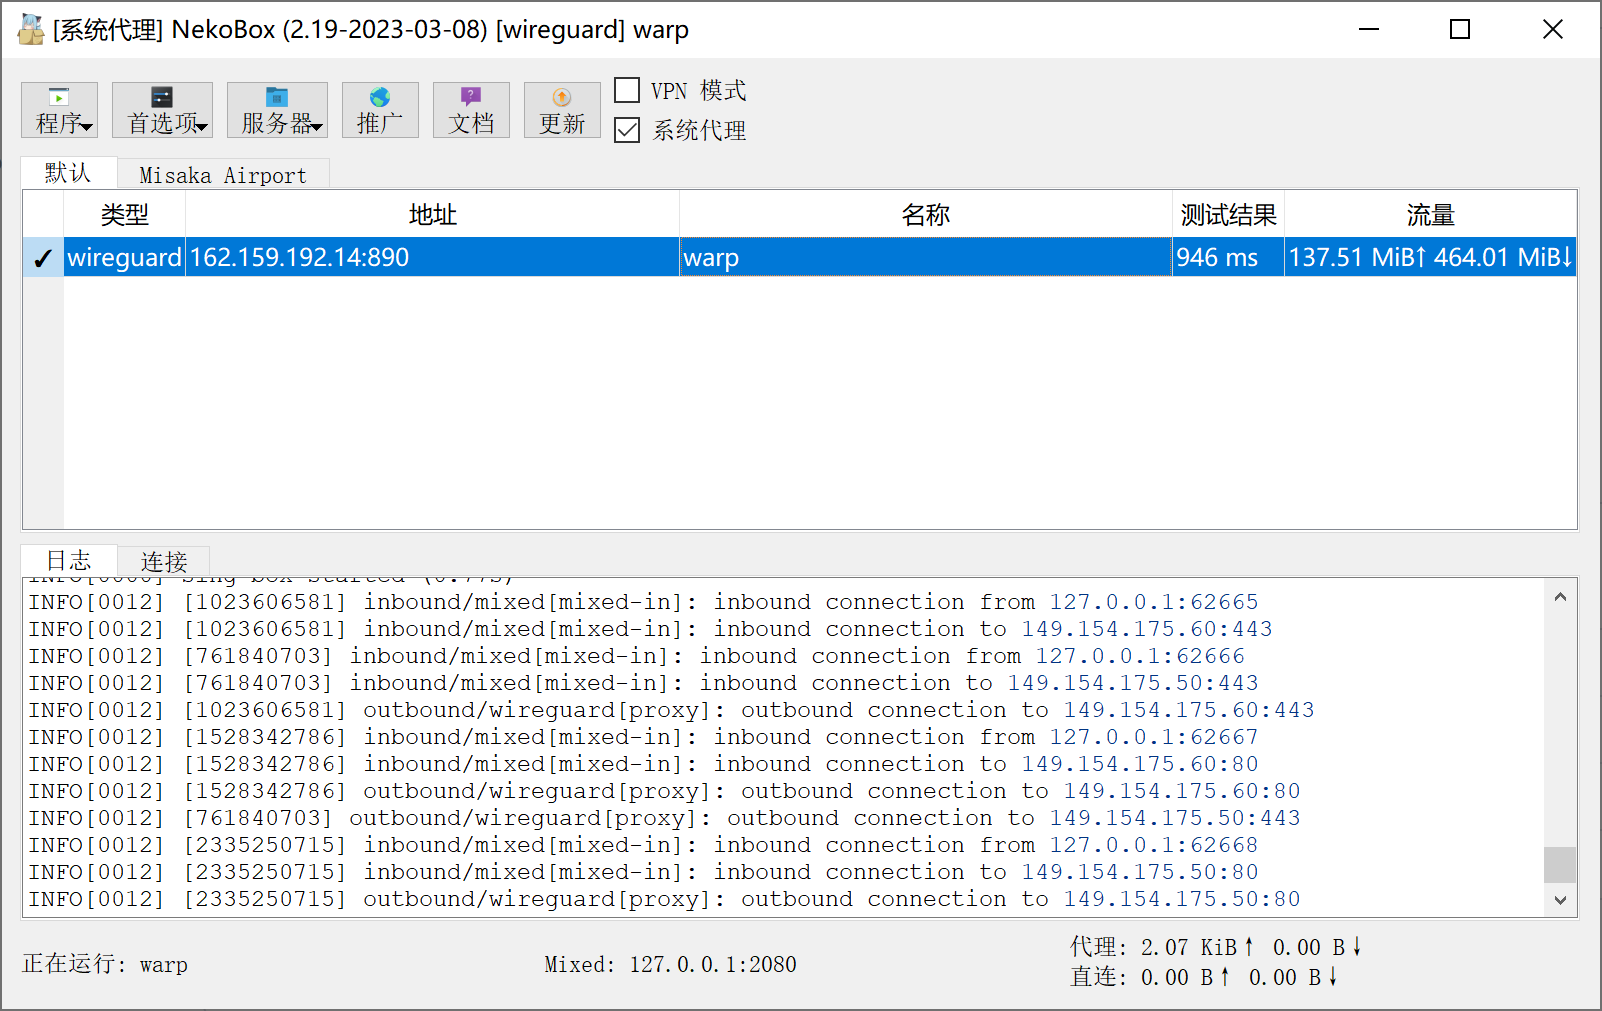 [系统代理] NekoBox (2.19-2023-03-08) [wireguard] warp
程序 首选项 服务器 推广 文档 更新
VPN 模式
系统代理
默认 Misaka Airport
类型 地址 名称 测试结果 流量
✓ wireguard 162.159.192.14:890 warp 946 ms 137.51 MiB↑ 464.01 MiB↓
日志 连接
INFO[0000] sing-box started (0.77s)
INFO[0012] [1023606581] inbound/mixed[mixed-in]: inbound connection from 127.0.0.1:62665
INFO[0012] [1023606581] inbound/mixed[mixed-in]: inbound connection to 149.154.175.60:443
INFO[0012] [761840703] inbound/mixed[mixed-in]: inbound connection from 127.0.0.1:62666
INFO[0012] [761840703] inbound/mixed[mixed-in]: inbound connection to 149.154.175.50:443
INFO[0012] [1023606581] outbound/wireguard[proxy]: outbound connection to 149.154.175.60:443
INFO[0012] [1528342786] inbound/mixed[mixed-in]: inbound connection from 127.0.0.1:62667
INFO[0012] [1528342786] inbound/mixed[mixed-in]: inbound connection to 149.154.175.60:80
INFO[0012] [1528342786] outbound/wireguard[proxy]: outbound connection to 149.154.175.60:80
INFO[0012] [761840703] outbound/wireguard[proxy]: outbound connection to 149.154.175.50:443
INFO[0012] [2335250715] inbound/mixed[mixed-in]: inbound connection from 127.0.0.1:62668
INFO[0012] [2335250715] inbound/mixed[mixed-in]: inbound connection to 149.154.175.50:80
INFO[0012] [2335250715] outbound/wireguard[proxy]: outbound connection to 149.154.175.50:80
正在运行: warp
Mixed: 127.0.0.1:2080
代理: 2.07 KiB↑ 0.00 B↓
直连: 0.00 B↑ 0.00 B↓